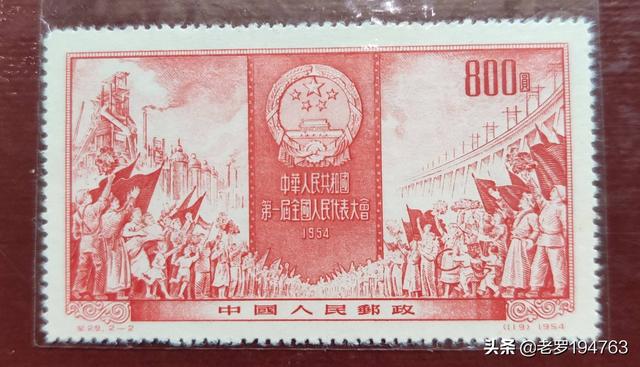 800圓
中華人民共和國
第一届全國人民代表大會
1954
中國人民郵政
紀29. 2-2
(119) 1954
头条 @老罗194763